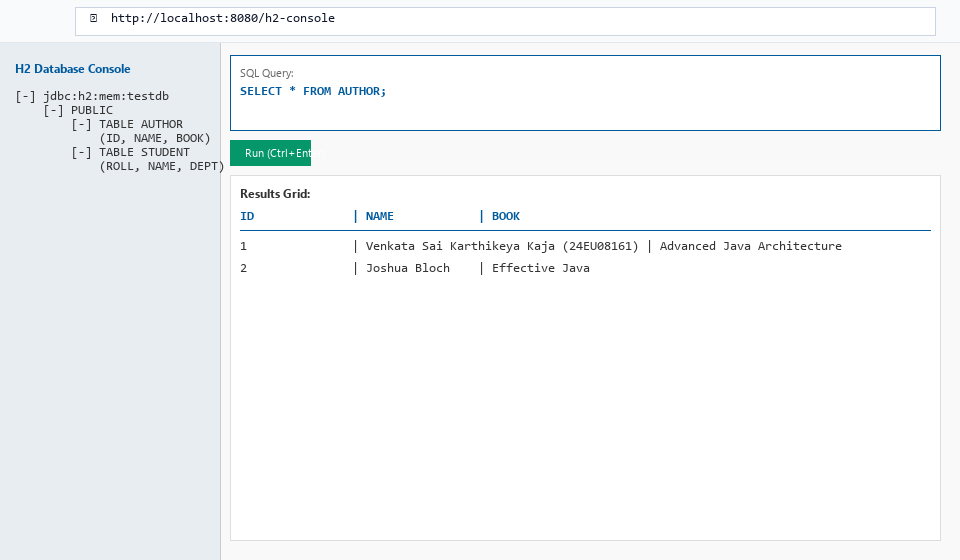 http://localhost:8080/h2-console
H2 Database Console
[-] jdbc:h2:mem:testdb
[-] PUBLIC
[-] TABLE AUTHOR
(ID, NAME, BOOK)
[-] TABLE STUDENT
(ROLL, NAME, DEPT)
SQL Query:
SELECT * FROM AUTHOR;
Run (Ctrl+Ent
Results Grid:
ID | NAME | BOOK
1 | Venkata Sai Karthikeya Kaja (24EU08161) | Advanced Java Architecture
2 | Joshua Bloch | Effective Java